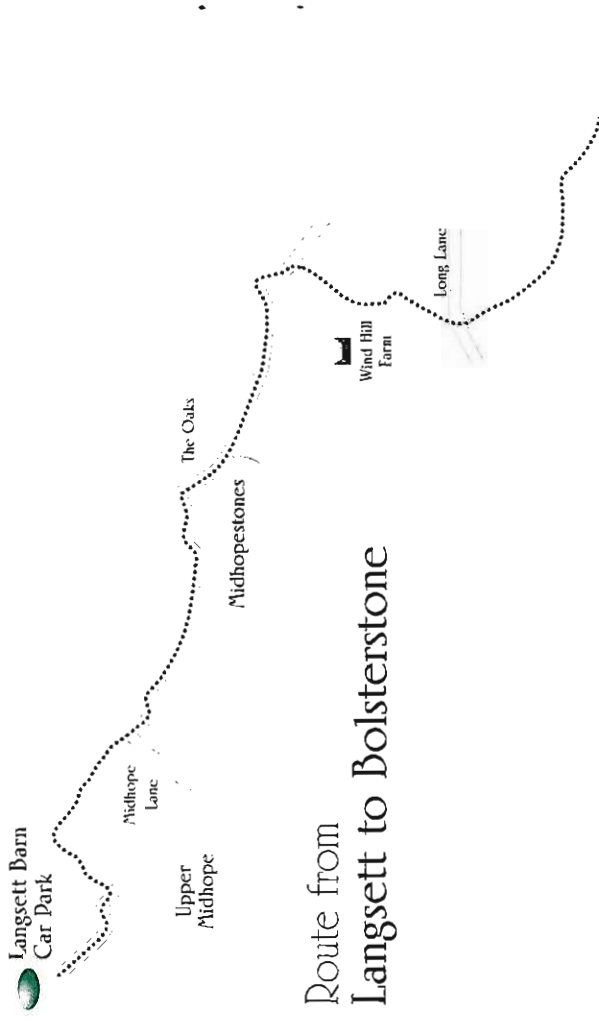 Langsett Barn
Car Park
Midhope
Lane
Upper
Midhope
The Oaks
Midhopestones
Route from
Langsett to Bolsterstone
Wind Hill
Farm
Long Lane